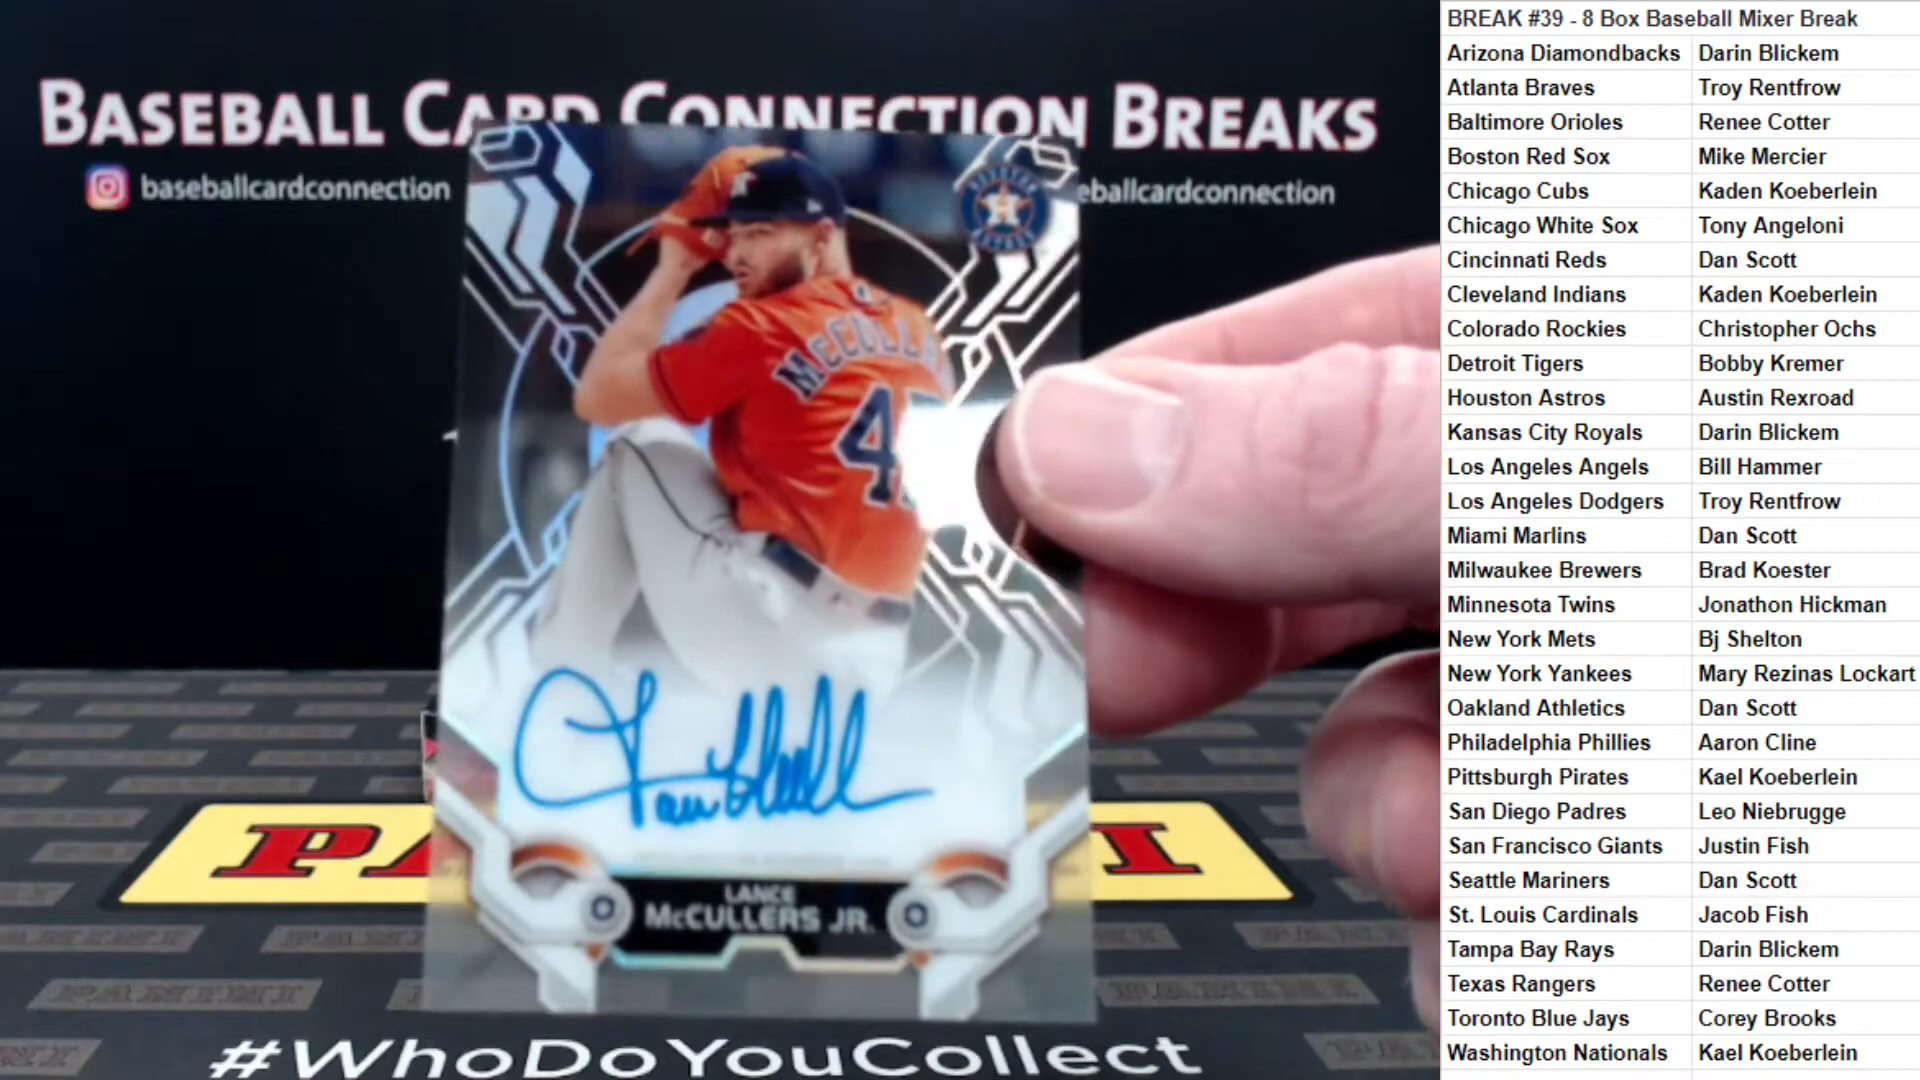 BASEBALL CARD CONNECTION BREAKS
baseballcardconnection
eballcardconnection
McCULL
4
LANCE
McCULLERS JR.
PANINI
#WhoDoYouCollect
BREAK #39 - 8 Box Baseball Mixer Break
Arizona Diamondbacks Darin Blickem
Atlanta Braves Troy Rentfrow
Baltimore Orioles Renee Cotter
Boston Red Sox Mike Mercier
Chicago Cubs Kaden Koeberlein
Chicago White Sox Tony Angeloni
Cincinnati Reds Dan Scott
Cleveland Indians Kaden Koeberlein
Colorado Rockies Christopher Ochs
Detroit Tigers Bobby Kremer
Houston Astros Austin Rexroad
Kansas City Royals Darin Blickem
Los Angeles Angels Bill Hammer
Los Angeles Dodgers Troy Rentfrow
Miami Marlins Dan Scott
Milwaukee Brewers Brad Koester
Minnesota Twins Jonathon Hickman
New York Mets Bj Shelton
New York Yankees Mary Rezinas Lockart
Oakland Athletics Dan Scott
Philadelphia Phillies Aaron Cline
Pittsburgh Pirates Kael Koeberlein
San Diego Padres Leo Niebrugge
San Francisco Giants Justin Fish
Seattle Mariners Dan Scott
St. Louis Cardinals Jacob Fish
Tampa Bay Rays Darin Blickem
Texas Rangers Renee Cotter
Toronto Blue Jays Corey Brooks
Washington Nationals Kael Koeberlein